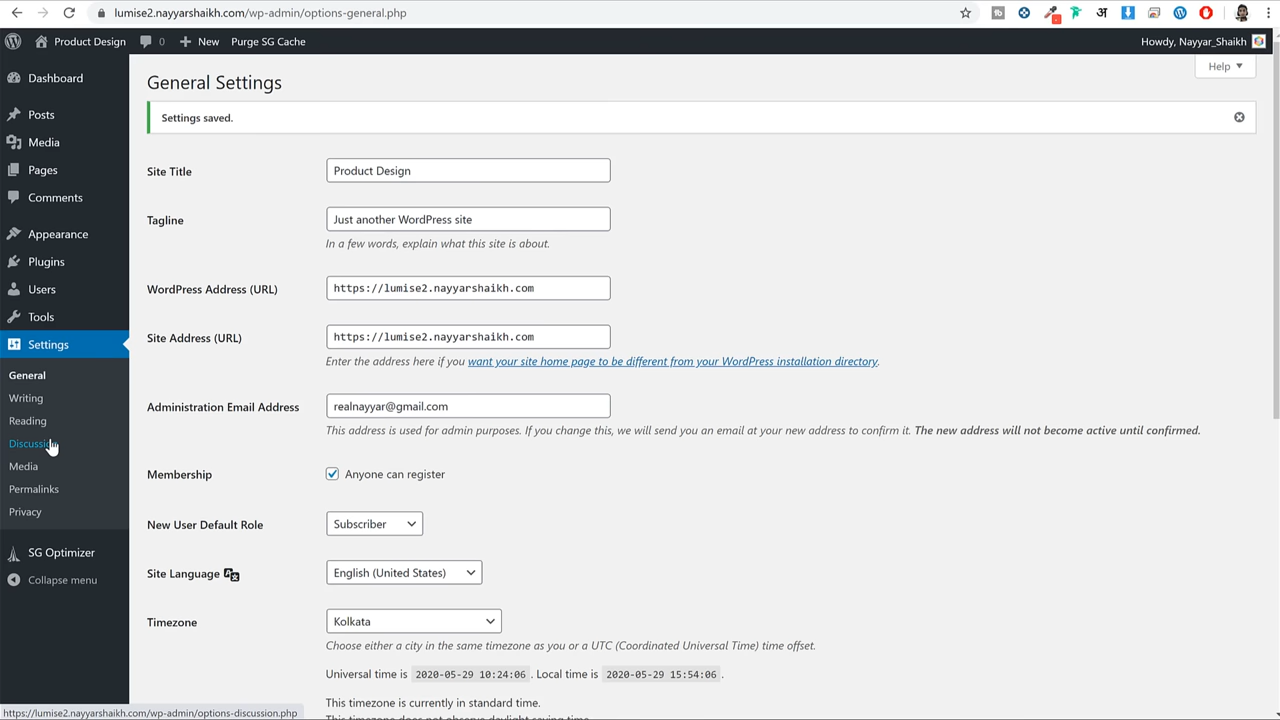 lumise2.nayyarshaikh.com/wp-admin/options-general.php
Product Design
0
New
Purge SG Cache
Howdy, Nayyar_Shaikh
Help
Dashboard
Posts
Media
Pages
Comments
Appearance
Plugins
Users
Tools
Settings
General
Writing
Reading
Discussion
Media
Permalinks
Privacy
SG Optimizer
Collapse menu
General Settings
Settings saved.
Site Title
Product Design
Tagline
Just another WordPress site
In a few words, explain what this site is about.
WordPress Address (URL)
https://lumise2.nayyarshaikh.com
Site Address (URL)
https://lumise2.nayyarshaikh.com
Enter the address here if you want your site home page to be different from your WordPress installation directory.
Administration Email Address
realnayyar@gmail.com
This address is used for admin purposes. If you change this, we will send you an email at your new address to confirm it. The new address will not become active until confirmed.
Membership
Anyone can register
New User Default Role
Subscriber
Site Language
English (United States)
Timezone
Kolkata
Choose either a city in the same timezone as you or a UTC (Coordinated Universal Time) time offset.
Universal time is 2020-05-29 10:24:06. Local time is 2020-05-29 15:54:06.
This timezone is currently in standard time.
This timezone does not observe daylight saving time.
https://lumise2.nayyarshaikh.com/wp-admin/options-discussion.php